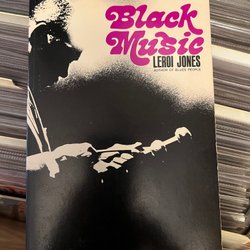 Black
Music
LEROI JONES
AUTHOR OF BLUES PEOPLE